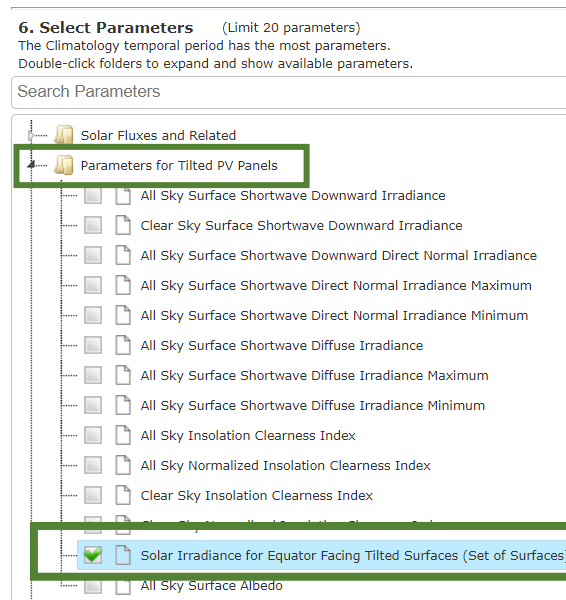 6. Select Parameters (Limit 20 parameters)
The Climatology temporal period has the most parameters.
Double-click folders to expand and show available parameters.
Search Parameters
Solar Fluxes and Related
Parameters for Tilted PV Panels
All Sky Surface Shortwave Downward Irradiance
Clear Sky Surface Shortwave Downward Irradiance
All Sky Surface Shortwave Downward Direct Normal Irradiance
All Sky Surface Shortwave Direct Normal Irradiance Maximum
All Sky Surface Shortwave Direct Normal Irradiance Minimum
All Sky Surface Shortwave Diffuse Irradiance
All Sky Surface Shortwave Diffuse Irradiance Maximum
All Sky Surface Shortwave Diffuse Irradiance Minimum
All Sky Insolation Clearness Index
All Sky Normalized Insolation Clearness Index
Clear Sky Insolation Clearness Index
Solar Irradiance for Equator Facing Tilted Surfaces (Set of Surfaces)
All Sky Surface Albedo